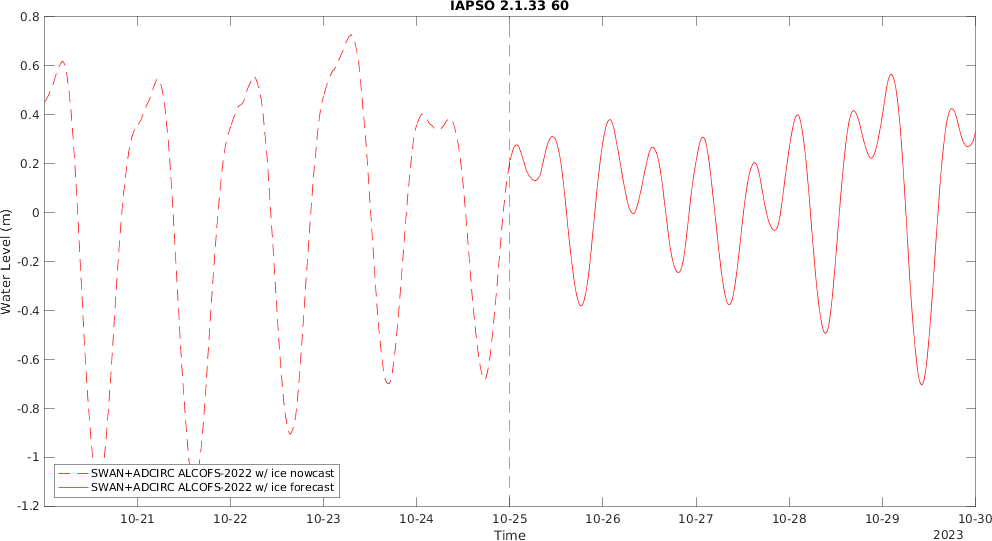 IAPSO 2.1.33 60
0.8
0.6
0.4
0.2
0
-0.2
-0.4
-0.6
-0.8
-1
-1.2
Water Level (m)
SWAN+ADCIRC ALCOFS-2022 w/ ice nowcast
SWAN+ADCIRC ALCOFS-2022 w/ ice forecast
10-21 10-22 10-23 10-24 10-25 10-26 10-27 10-28 10-29 10-30
Time
2023